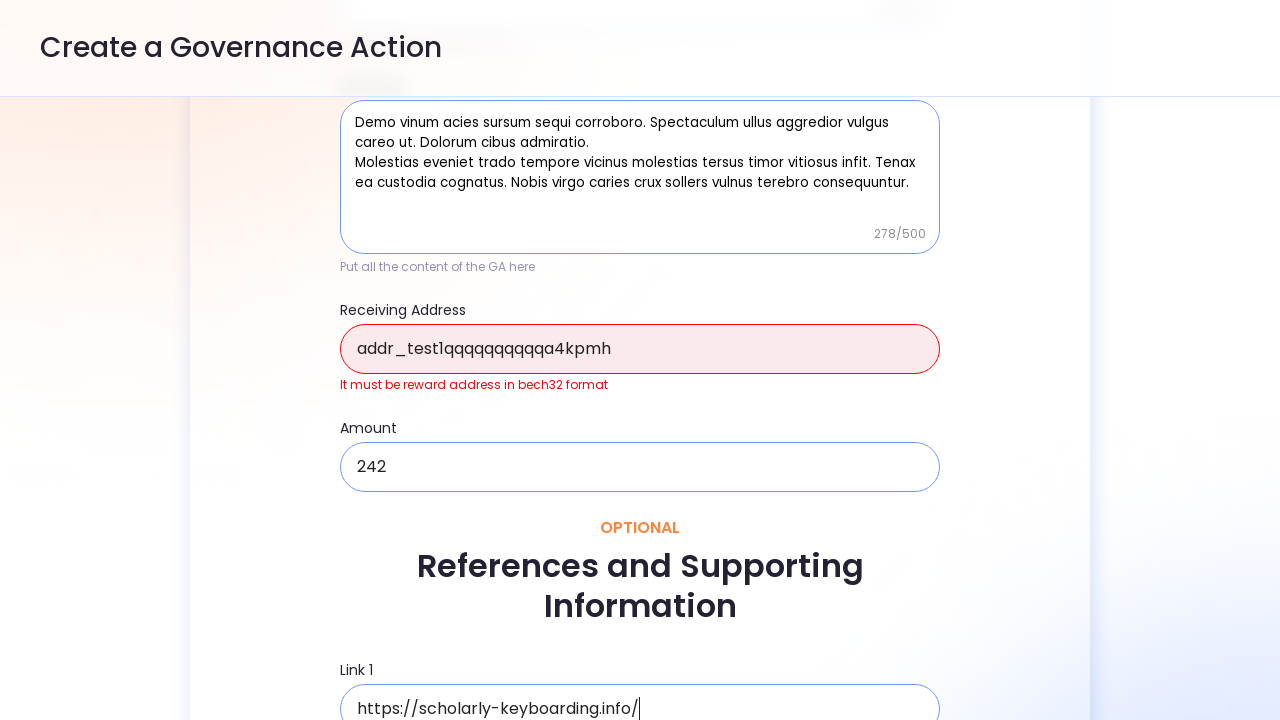 Create a Governance Action
Demo vinum acies sursum sequi corroboro. Spectaculum ullus aggredior vulgus
careo ut. Dolorum cibus admiratio.
Molestias eveniet trado tempore vicinus molestias tersus timor vitiosus infit. Tenax
ea custodia cognatus. Nobis virgo caries crux sollers vulnus terebro consequuntur.
278/500
Put all the content of the GA here
Receiving Address
addr_test1qqqqqqqqqqa4kpmh
It must be reward address in bech32 format
Amount
242
OPTIONAL
References and Supporting
Information
Link 1
https://scholarly-keyboarding.info/